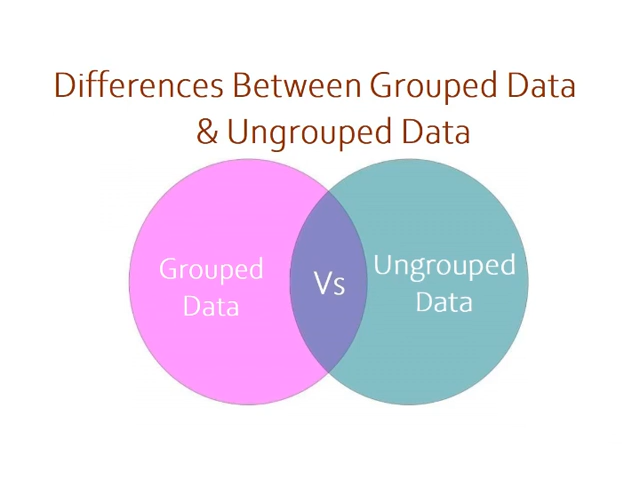 Differences Between Grouped Data
& Ungrouped Data
Grouped
Data
Vs
Ungrouped
Data